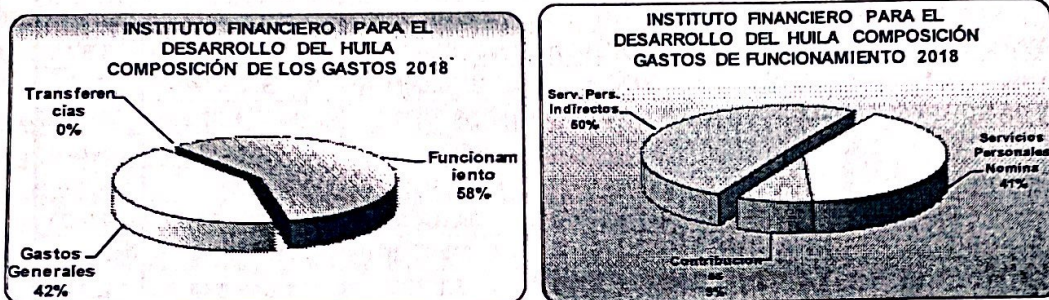 INSTITUTO FINANCIERO PARA EL
DESARROLLO DEL HUILA
COMPOSICIÓN DE LOS GASTOS 2018
Transferen
cias
0%
Funcionam
iento
58%
Gastos
Generales
42%
INSTITUTO FINANCIERO PARA EL
DESARROLLO DEL HUILA COMPOSICIÓN
GASTOS DE FUNCIONAMIENTO 2018
Serv. Pers.
Indirectos
50%
Servicios
Personales
Nomina
41%
Contribucion
es
9%